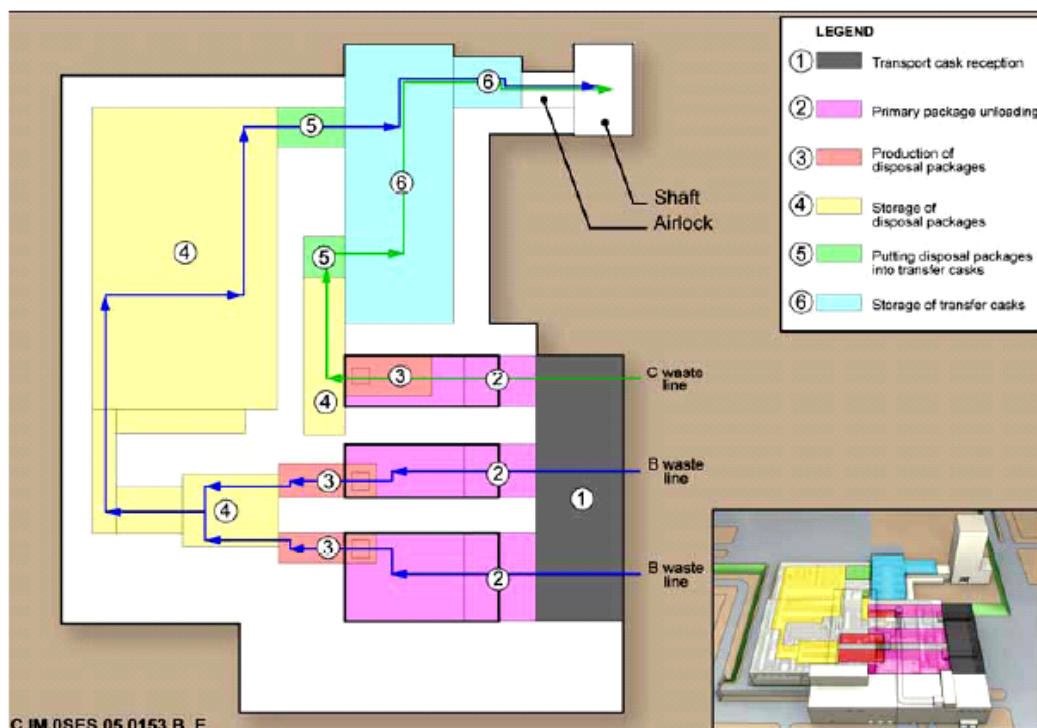 LEGEND
1 Transport cask reception
2 Primary package unloading
3 Production of
disposal packages
4 Storage of
disposal packages
5 Putting disposal packages
into transfer casks
6 Storage of transfer casks
6
5
6
Shaft
Airlock
4
5
3
2
C waste
line
4
B waste
line
3
2
1
4
3
2
B waste
line
C.IM.0SES.05.0153.B E